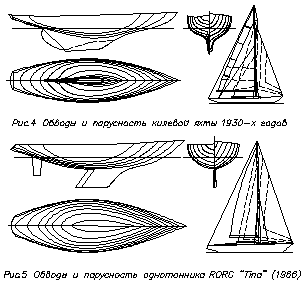 Рис.4 Обводы и парусность килевой яхты 1930-х годов
Рис.5 Обводы и парусность однотонника RORC "Tina" (1966)